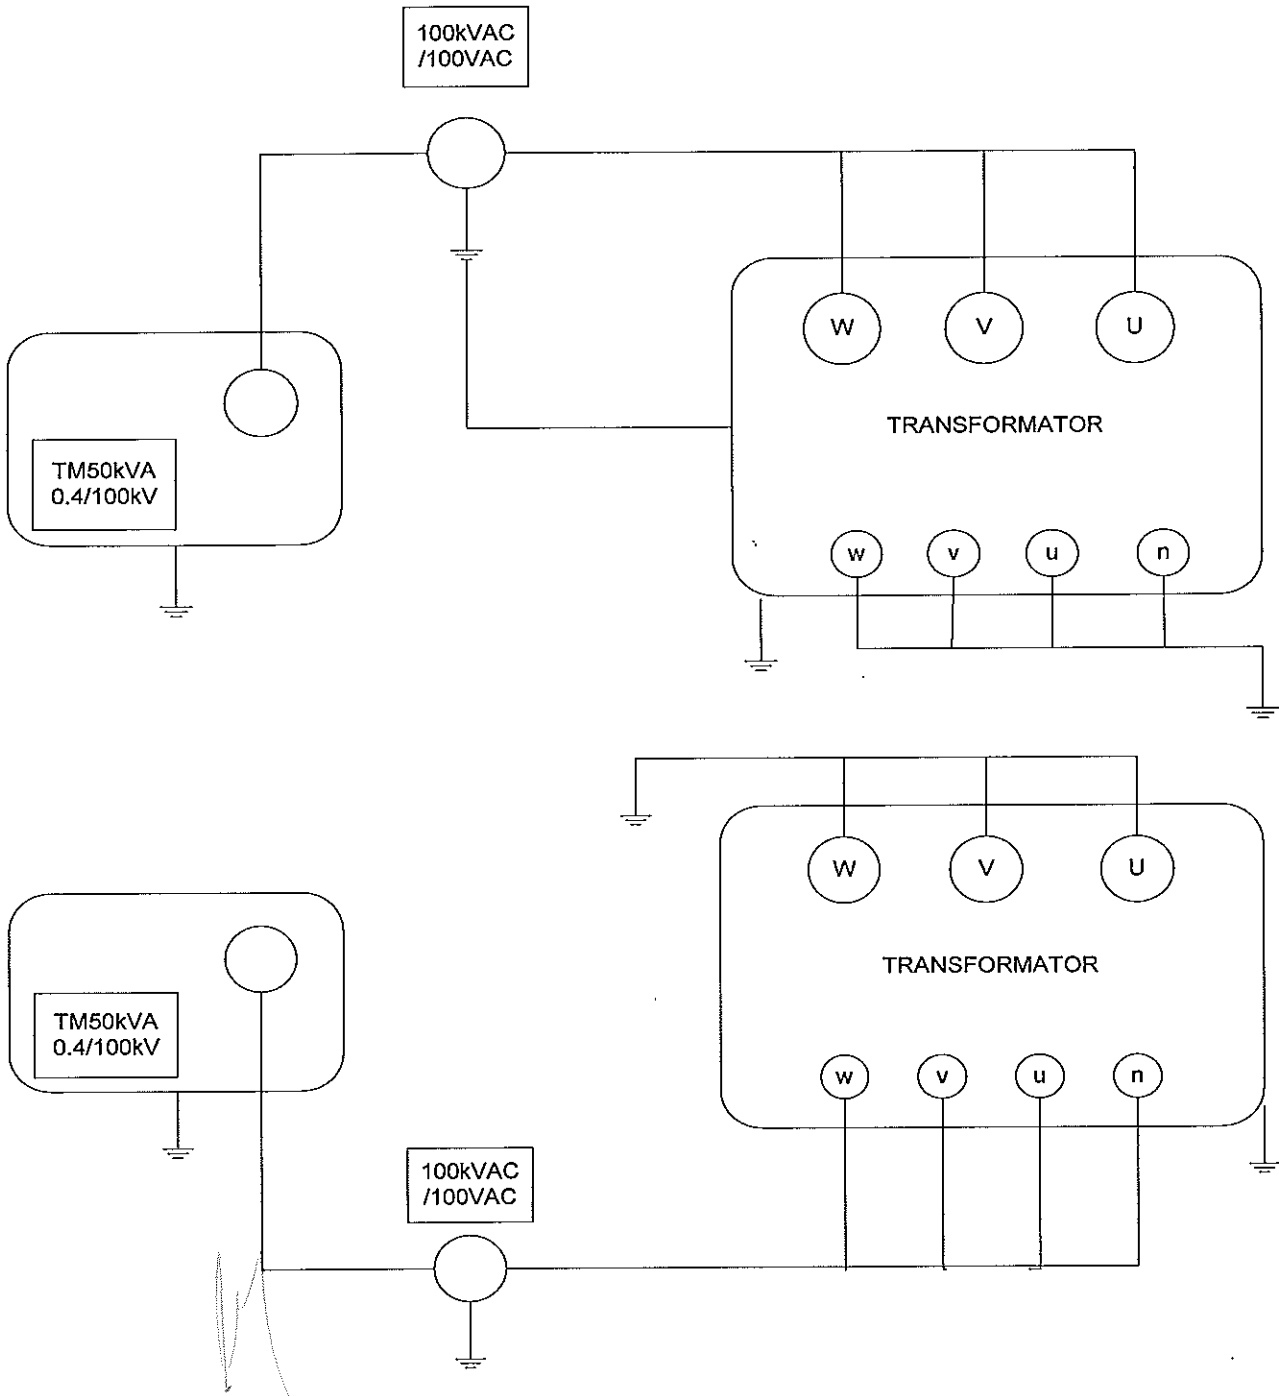 100kVAC
/100VAC
W V U
TRANSFORMATOR
TM50kVA
0.4/100kV
w v u n
W V U
TRANSFORMATOR
TM50kVA
0.4/100kV
w v u n
100kVAC
/100VAC